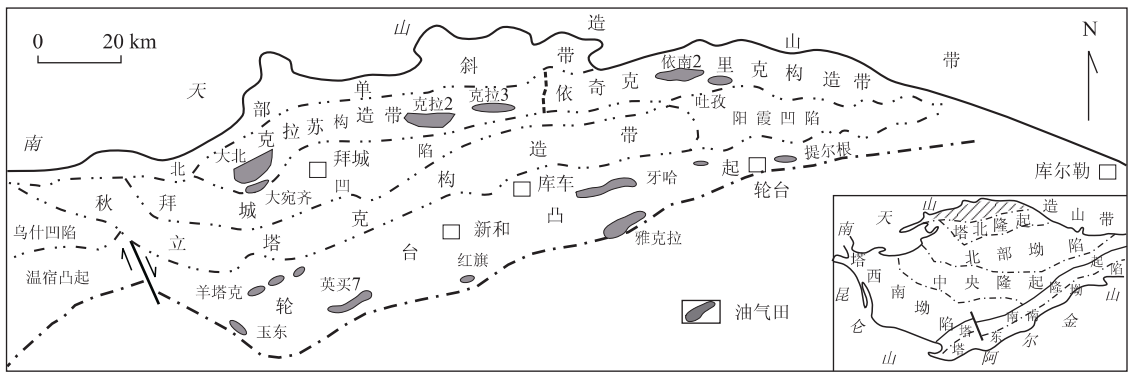 0 20 km
N
南天山造山带
北部单斜带
克拉苏构造带
依奇克里克构造带
依南2
克拉2
克拉3
吐孜
阳霞凹陷
大北
大宛齐
拜城
拜城凹陷
秋立塔克构造带
乌什凹陷
温宿凸起
库车
牙哈
轮台
提尔根
库尔勒
新和
雅克拉
红旗
轮台凸起
羊塔克
英买7
玉东
油气田
南天山造山带
塔北隆起
北部坳陷
中央隆起
塔西南坳陷
塔东南隆起
塔东南坳陷
昆仑山
阿尔金山